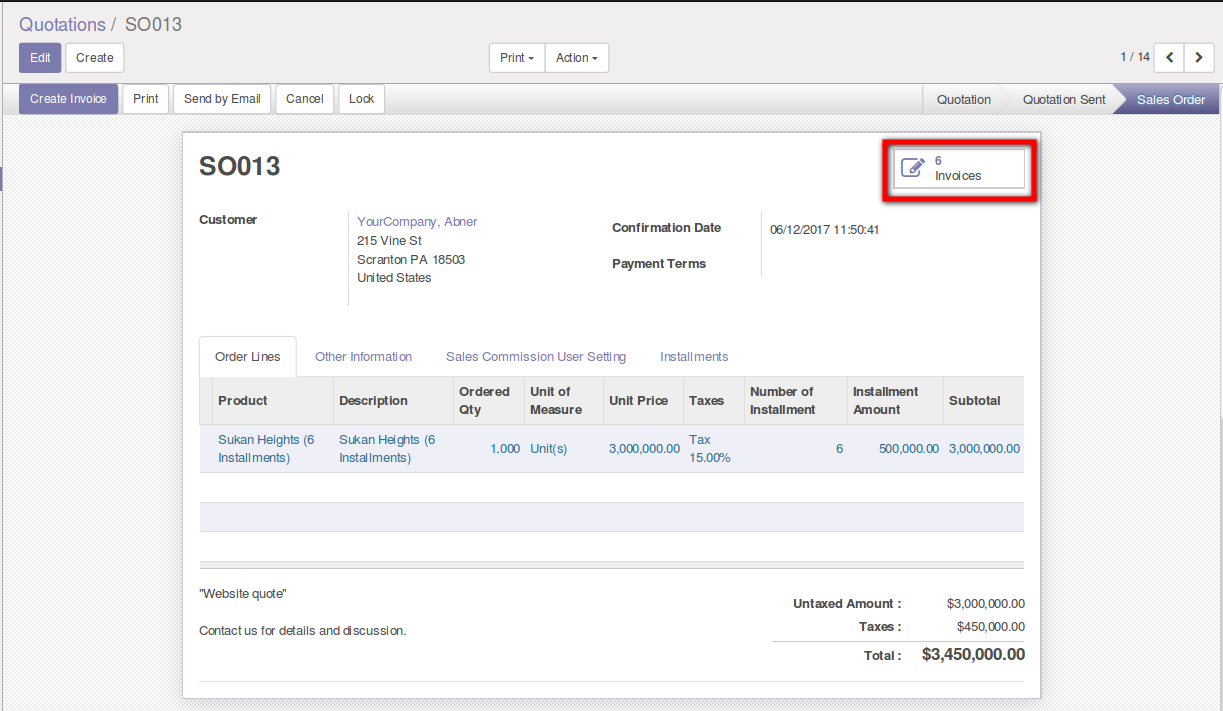 Quotations / SO013
Edit Create Print Action 1 / 14
Create Invoice Print Send by Email Cancel Lock Quotation Quotation Sent Sales Order
SO013
6
Invoices
Customer
YourCompany, Abner
215 Vine St
Scranton PA 18503
United States
Confirmation Date 06/12/2017 11:50:41
Payment Terms
Order Lines Other Information Sales Commission User Setting Installments
Product Description Ordered Qty Unit of Measure Unit Price Taxes Number of Installment Installment Amount Subtotal
Sukan Heights (6 Installments) Sukan Heights (6 Installments) 1.000 Unit(s) 3,000,000.00 Tax 15.00% 6 500,000.00 3,000,000.00
"Website quote"
Contact us for details and discussion.
Untaxed Amount : $3,000,000.00
Taxes : $450,000.00
Total : $3,450,000.00